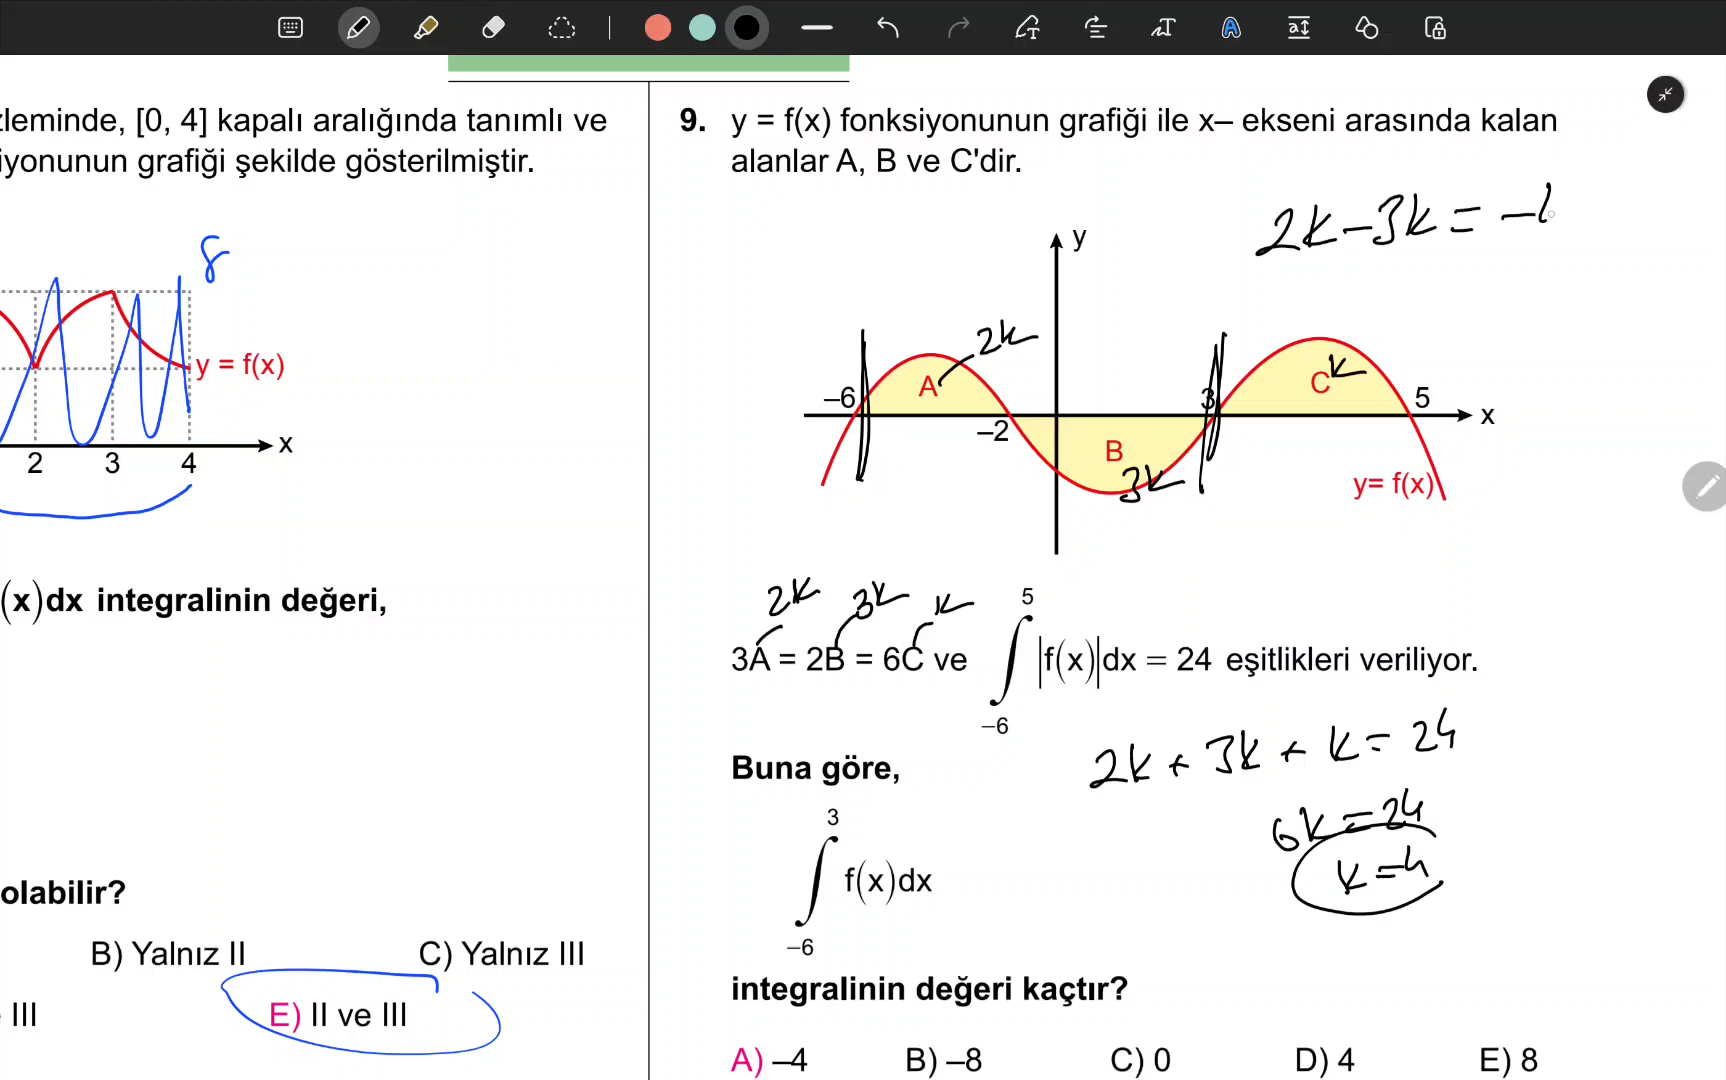 zleminde, [0, 4] kapalı aralığında tanımlı ve
iyonunun grafiği şekilde gösterilmiştir.
8
y = f(x)
x
2 3 4
(x)dx integralinin değeri,
olabilir?
B) Yalnız II C) Yalnız III
III E) II ve III
9. y = f(x) fonksiyonunun grafiği ile x– ekseni arasında kalan
alanlar A, B ve C'dir.
2k-3k = -k
y
2k
A
C k
–6
3
5
–2
x
B
3k
y= f(x)
2k 3k k
3A = 2B = 6C ve ∫_{–6}^{5} |f(x)|dx = 24 eşitlikleri veriliyor.
2k + 3k + k = 24
Buna göre,
6k = 24
k = 4
∫_{–6}^{3} f(x)dx
integralinin değeri kaçtır?
A) –4 B) –8 C) 0 D) 4 E) 8